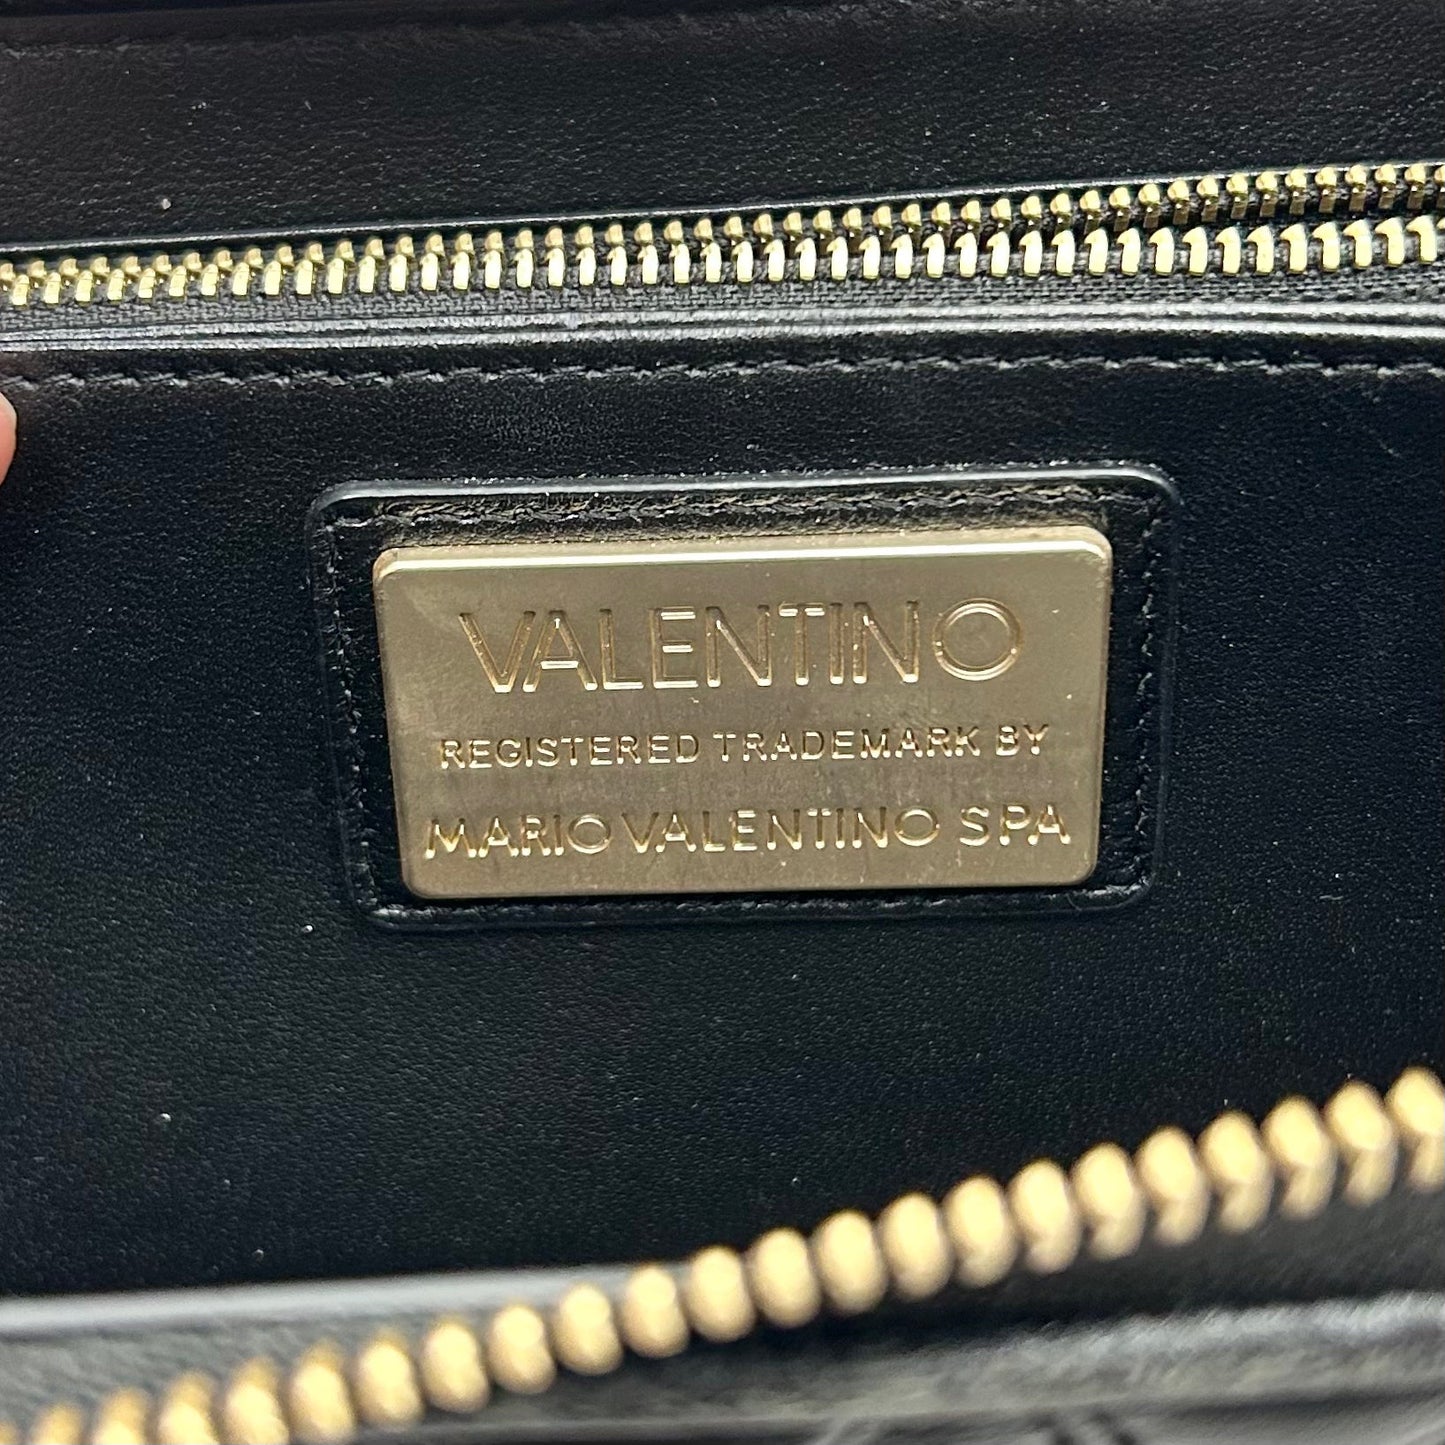 VALENTINO
REGISTERED TRADEMARK BY
MARIO VALENTINO SPA